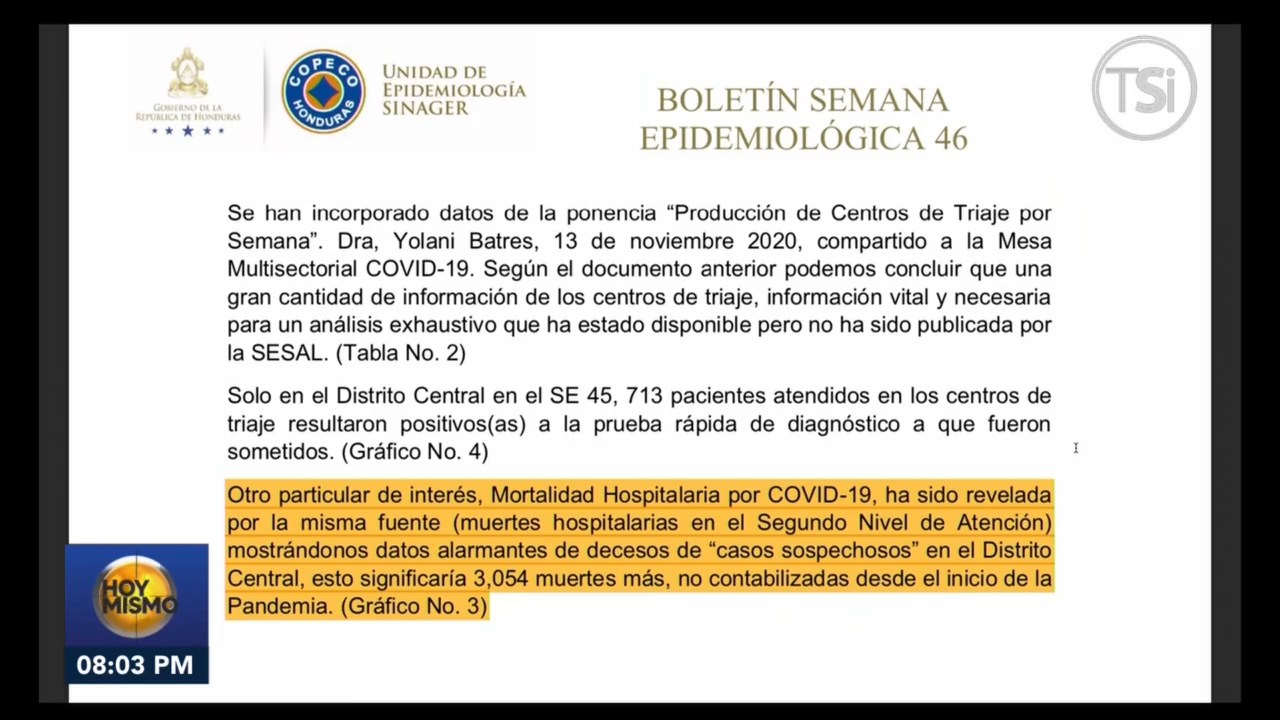 GOBIERNO DE LA
REPÚBLICA DE HONDURAS
COPECO
HONDURAS
UNIDAD DE
EPIDEMIOLOGÍA
SINAGER
BOLETÍN SEMANA
EPIDEMIOLÓGICA 46
TSi
Se han incorporado datos de la ponencia “Producción de Centros de Triaje por
Semana”. Dra, Yolani Batres, 13 de noviembre 2020, compartido a la Mesa
Multisectorial COVID-19. Según el documento anterior podemos concluir que una
gran cantidad de información de los centros de triaje, información vital y necesaria
para un análisis exhaustivo que ha estado disponible pero no ha sido publicada por
la SESAL. (Tabla No. 2)
Solo en el Distrito Central en el SE 45, 713 pacientes atendidos en los centros de
triaje resultaron positivos(as) a la prueba rápida de diagnóstico a que fueron
sometidos. (Gráfico No. 4)
Otro particular de interés, Mortalidad Hospitalaria por COVID-19, ha sido revelada
por la misma fuente (muertes hospitalarias en el Segundo Nivel de Atención)
mostrándonos datos alarmantes de decesos de “casos sospechosos” en el Distrito
Central, esto significaría 3,054 muertes más, no contabilizadas desde el inicio de la
Pandemia. (Gráfico No. 3)
HOY
MISMO
08:03 PM